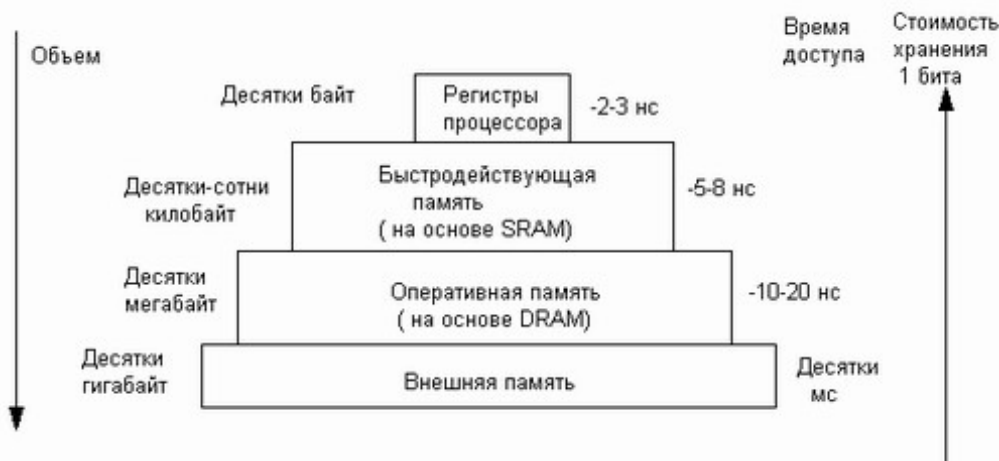 Объем
Время
доступа
Стоимость
хранения
1 бита
Десятки байт
Регистры
процессора
-2-3 нс
Десятки-сотни
килобайт
Быстродействующая
память
( на основе SRAM)
-5-8 нс
Десятки
мегабайт
Оперативная память
( на основе DRAM)
-10-20 нс
Десятки
гигабайт
Внешняя память
Десятки
мс